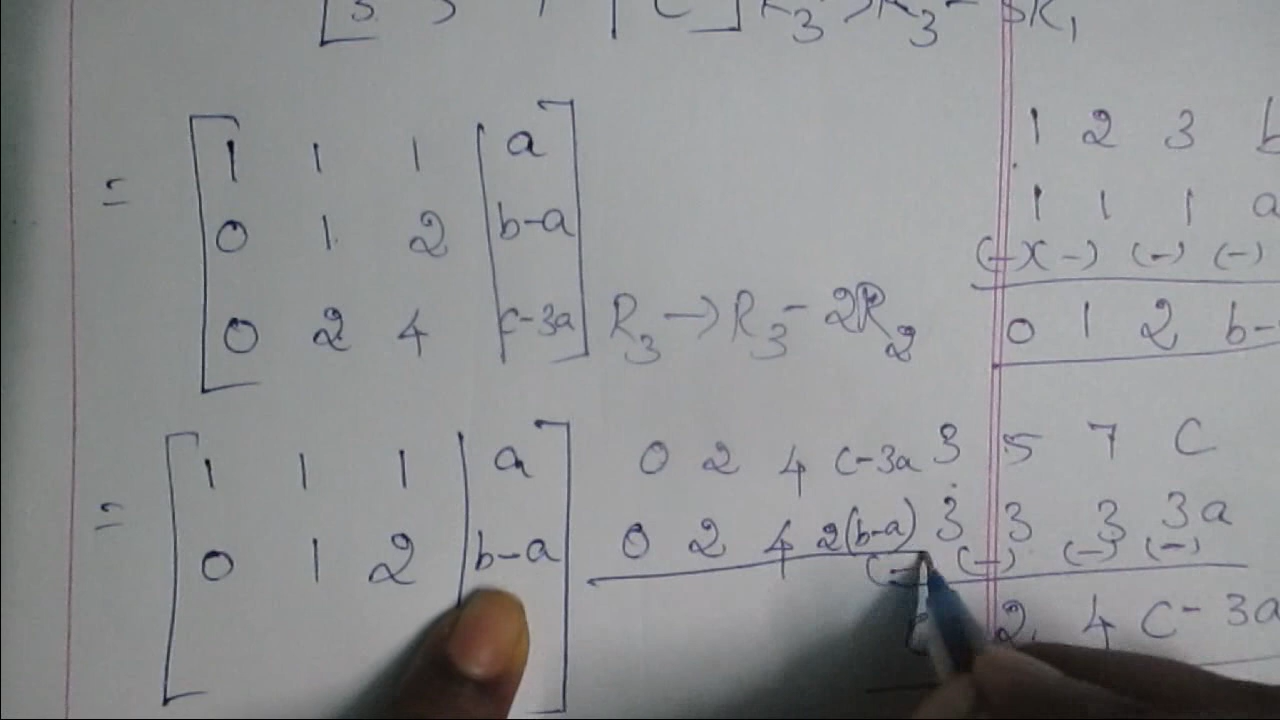 R3 → R3 - 3R1
1 2 3 b
= 1 1 1 a
1 1 1 a
0 1 2 b-a
(-) (-) (-) (-)
0 2 4 c-3a R3 → R3 - 2R2
0 1 2 b-
= 1 1 1 a
0 2 4 c-3a 3 5 7 c
0 1 2 b-a
0 2 4 2(b-a) 3 3 3 3a
(-) (-) (-) (-)
2 4 c-3a